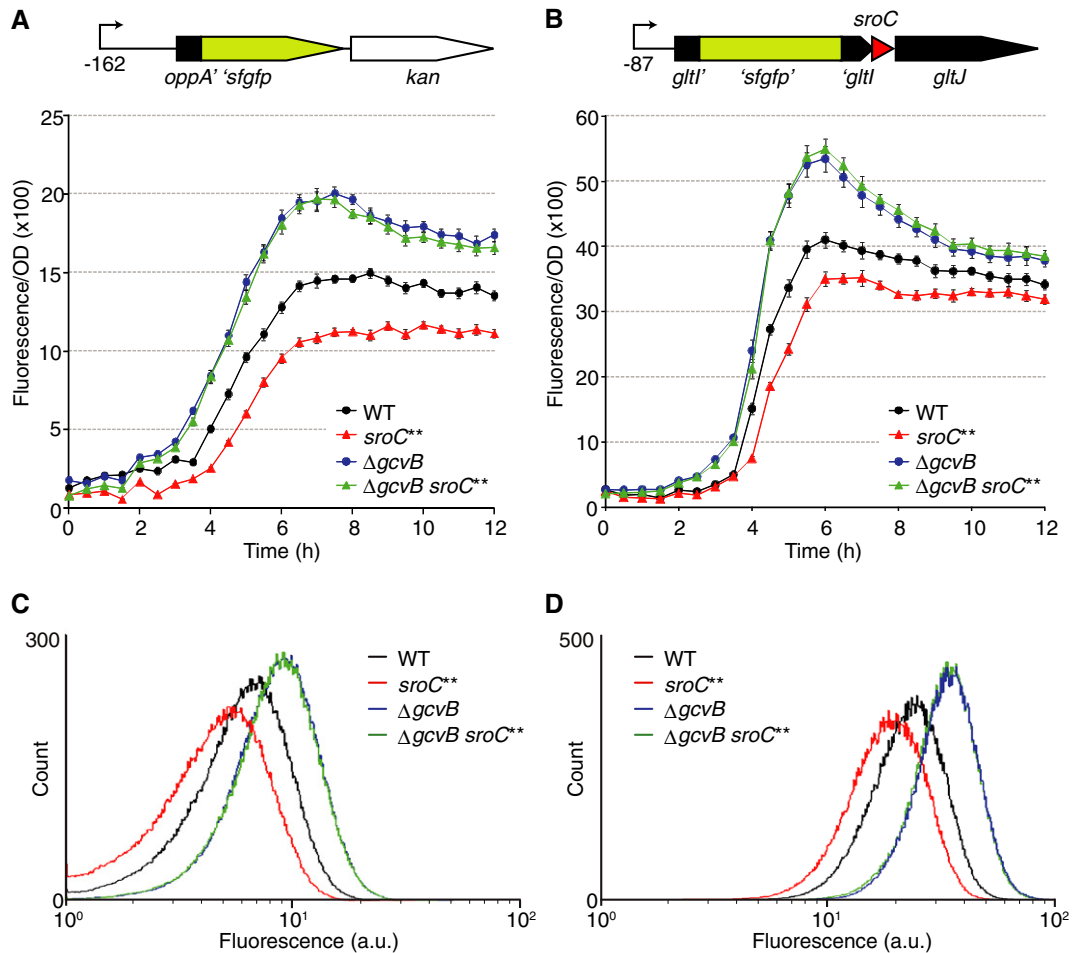 A
-162
oppA' 'sfgfp
kan
25
20
15
10
5
0
Fluorescence/OD (x100)
WT
sroC**
ΔgcvB
ΔgcvB sroC**
0 2 4 6 8 10 12
Time (h)
B
sroC
-87
gltI' 'sfgfp' 'gltI gltJ
60
50
40
30
20
10
0
Fluorescence/OD (x100)
WT
sroC**
ΔgcvB
ΔgcvB sroC**
0 2 4 6 8 10 12
Time (h)
C
300
0
Count
WT
sroC**
ΔgcvB
ΔgcvB sroC**
10⁰ 10¹ 10²
Fluorescence (a.u.)
D
500
0
Count
WT
sroC**
ΔgcvB
ΔgcvB sroC**
10⁰ 10¹ 10²
Fluorescence (a.u.)